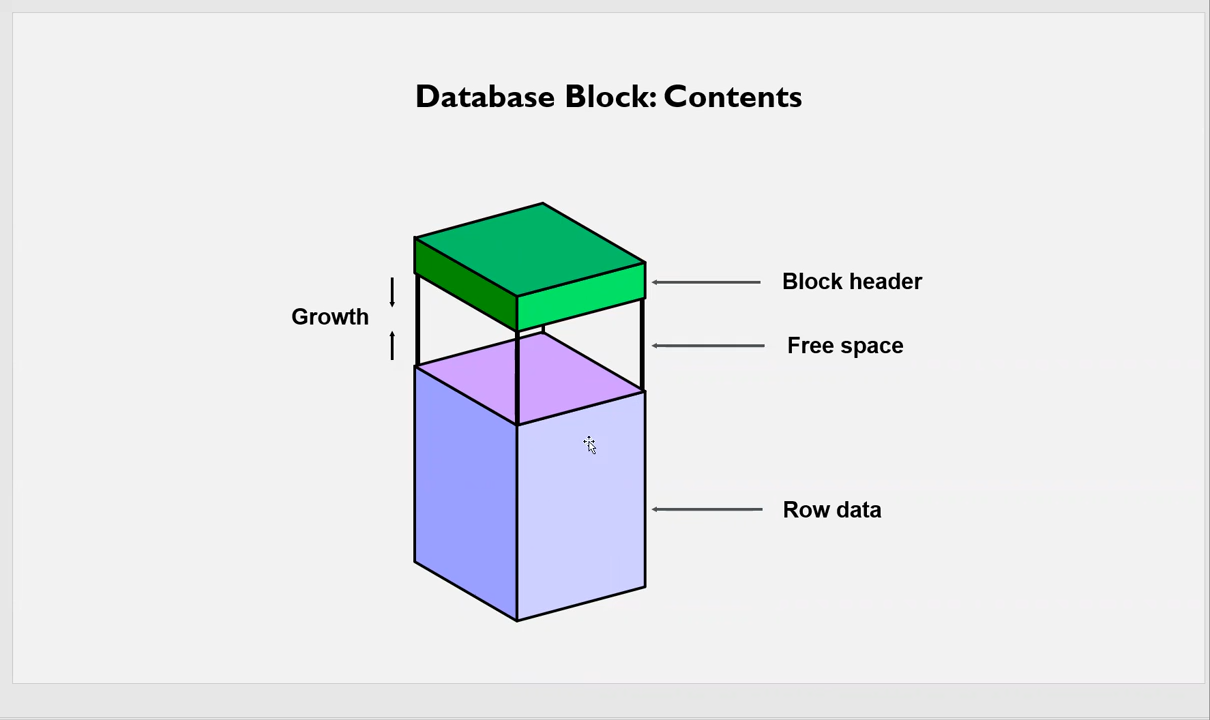 Database Block: Contents
Block header
Growth
Free space
Row data